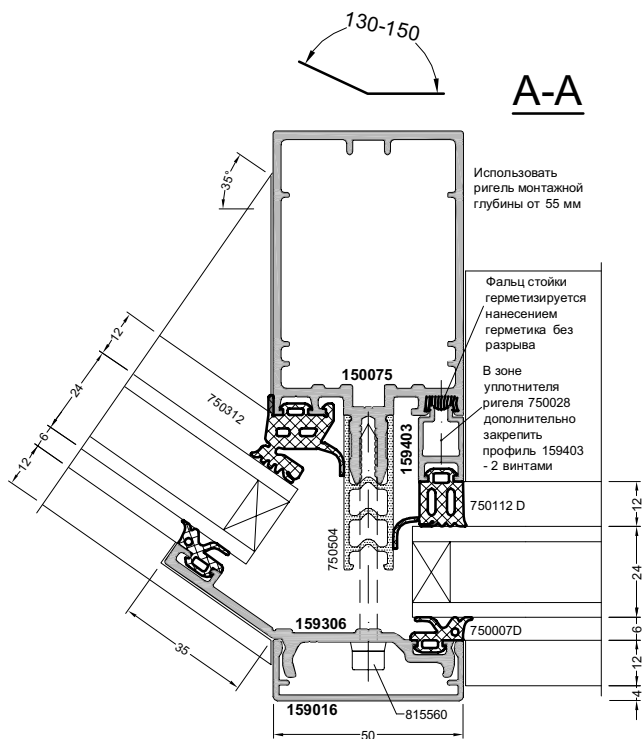 130-150
A-A
Использовать
ригель монтажной
глубины от 55 мм
35°
Фальц стойки
герметизируется
нанесением
герметика без
разрыва
В зоне
уплотнителя
ригеля 750028
дополнительно
закрепить
профиль 159403
- 2 винтами
12
24
6
12
750312
150075
159403
750112 D
12
750504
24
750007D
6
12
4
159306
35
815560
159016
50